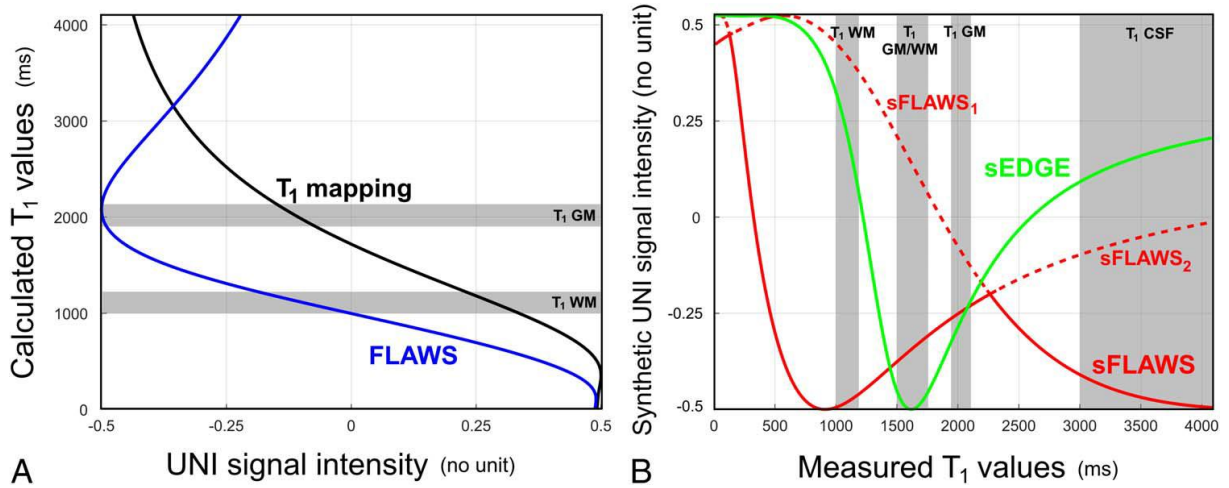 Calculated T₁ values (ms)
4000
3000
2000
1000
0
T₁ mapping
T₁ GM
T₁ WM
FLAWS
-0.5
-0.25
0
0.25
0.5
UNI signal intensity (no unit)
A
Synthetic UNI signal intensity (no unit)
0.5
0.25
0
-0.25
-0.5
T₁ WM
T₁
GM/WM
T₁ GM
T₁ CSF
sFLAWS₁
sEDGE
sFLAWS₂
sFLAWS
0
500
1000
1500
2000
2500
3000
3500
4000
Measured T₁ values (ms)
B